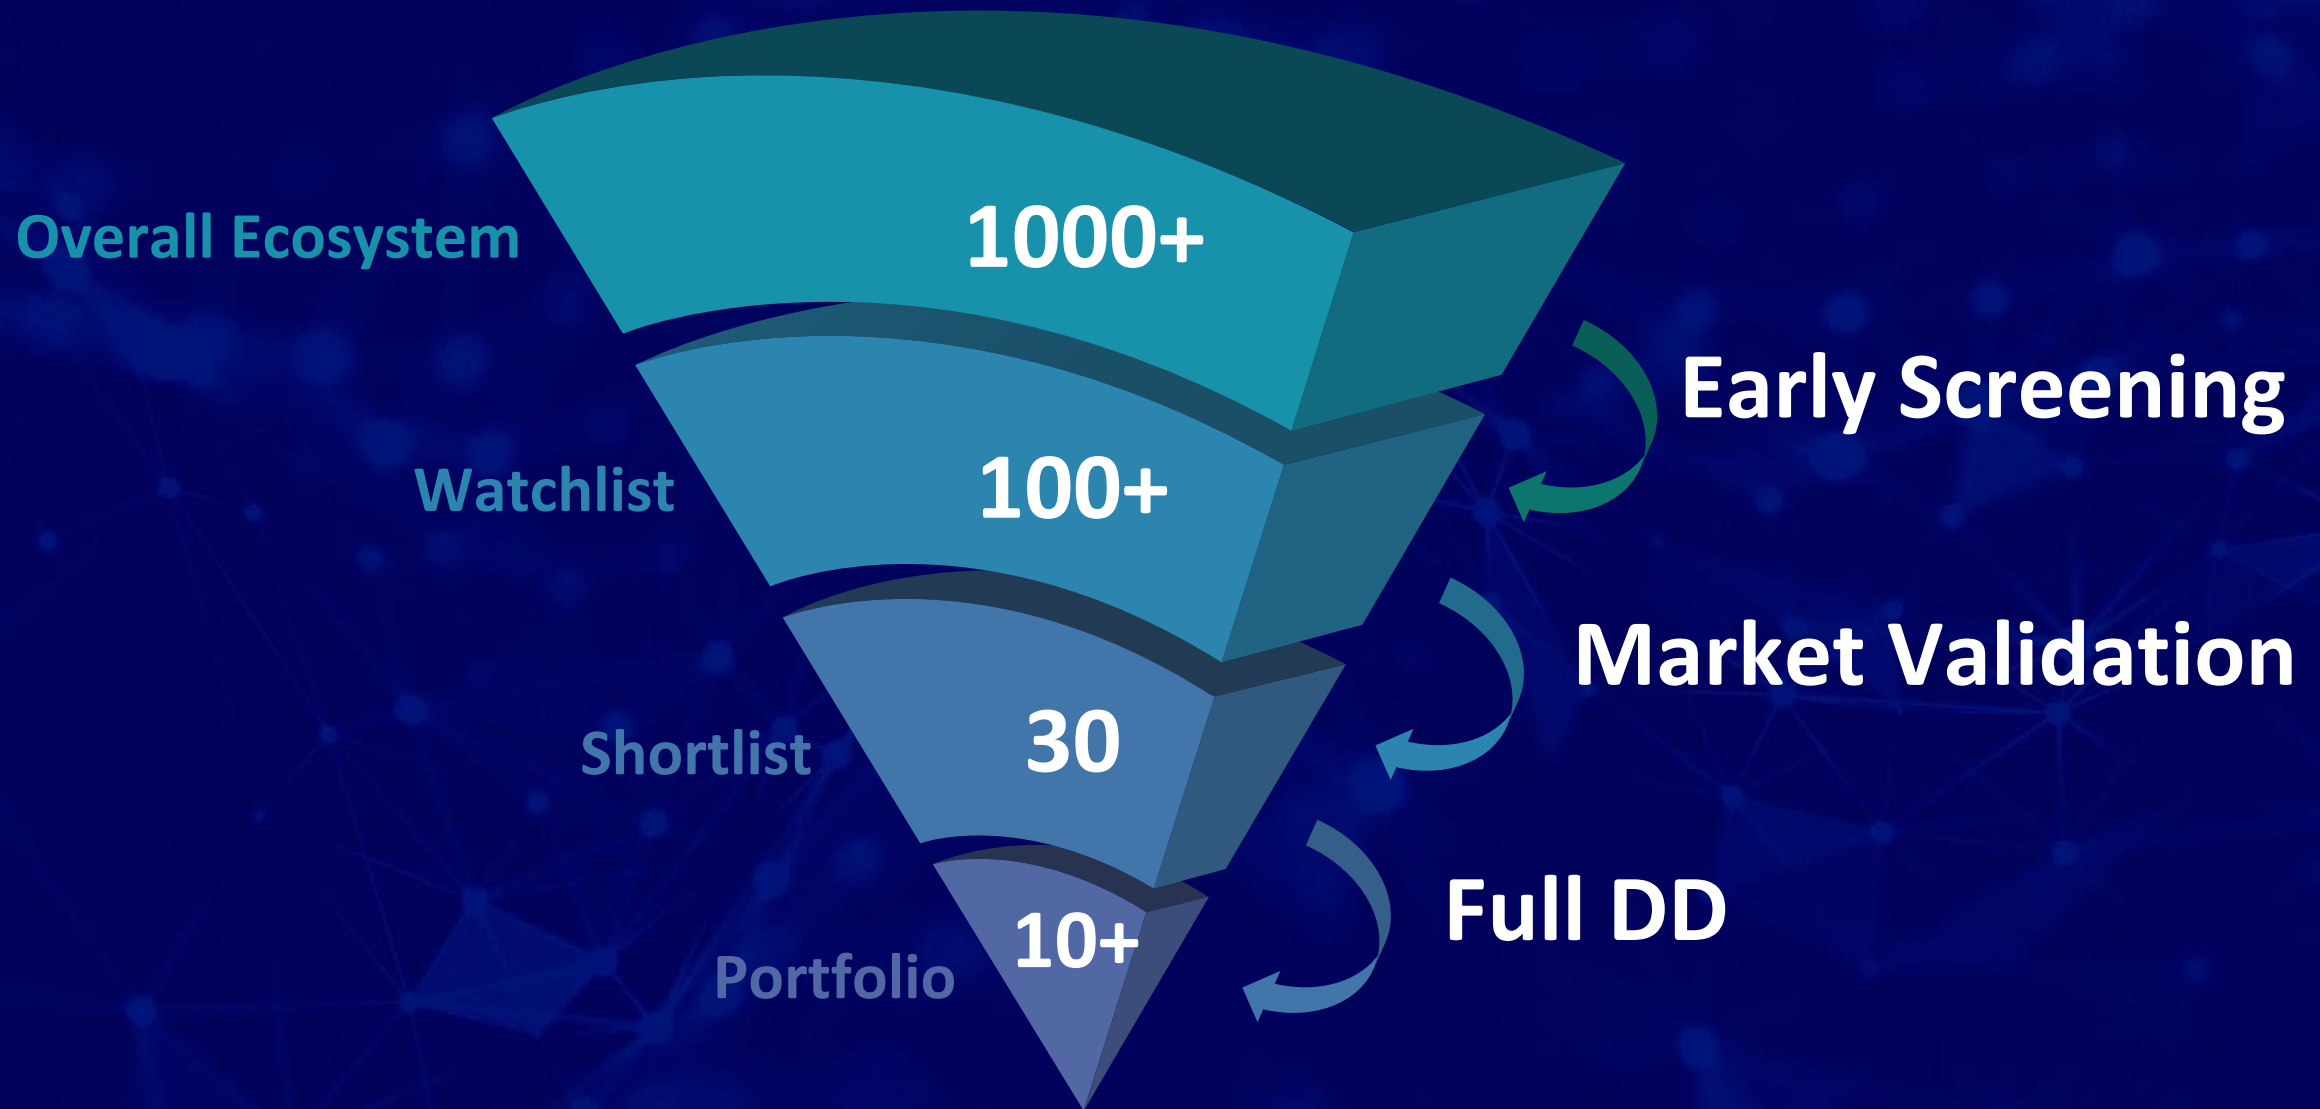 Overall Ecosystem
1000+
Early Screening
Watchlist
100+
Market Validation
Shortlist
30
Full DD
Portfolio
10+